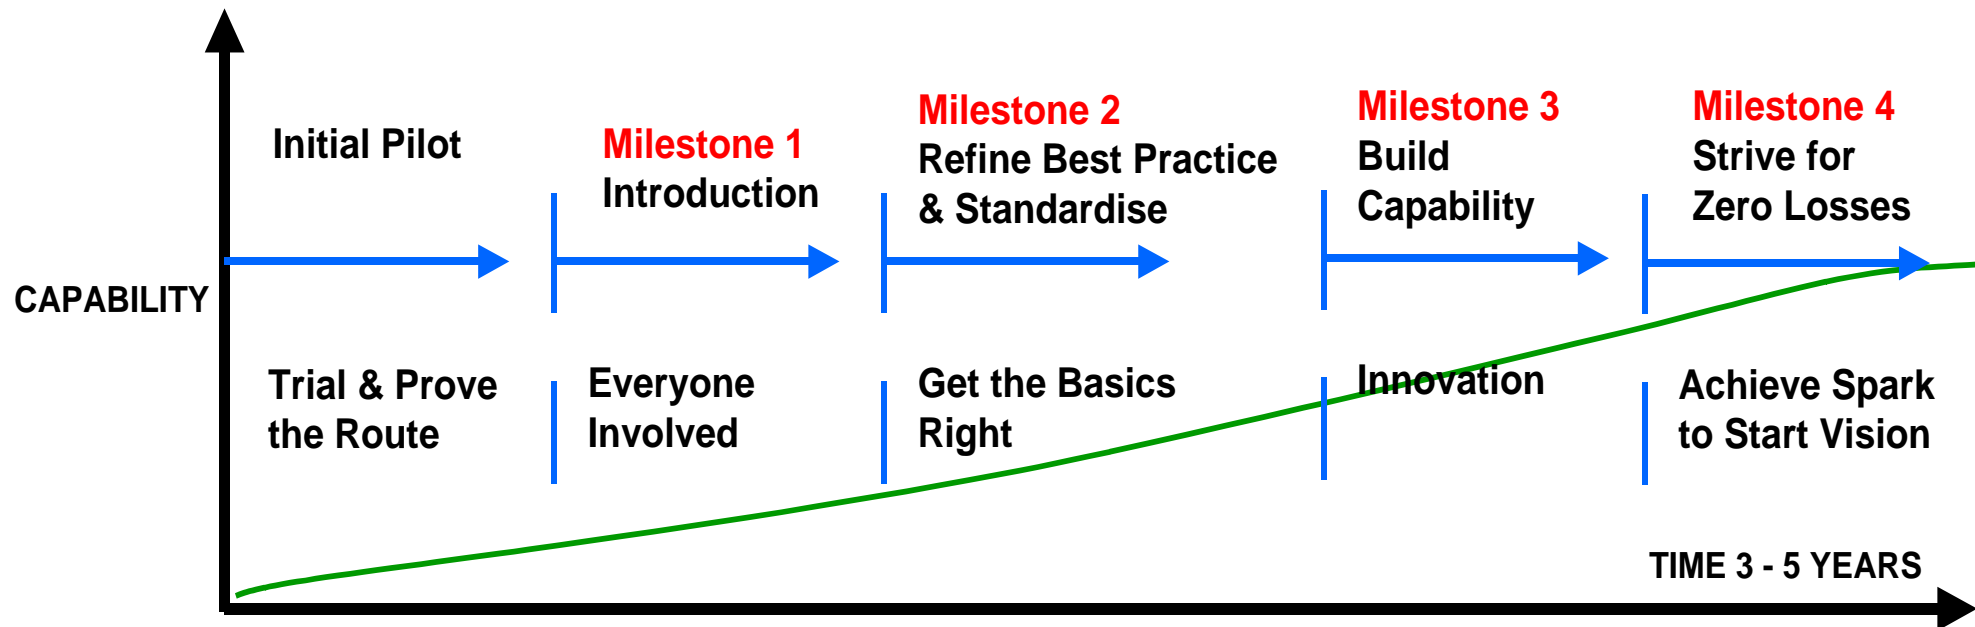 Initial Pilot
Milestone 1
Introduction
Milestone 2
Refine Best Practice
& Standardise
Milestone 3
Build
Capability
Milestone 4
Strive for
Zero Losses
CAPABILITY
Trial & Prove
the Route
Everyone
Involved
Get the Basics
Right
Innovation
Achieve Spark
to Start Vision
TIME 3 - 5 YEARS